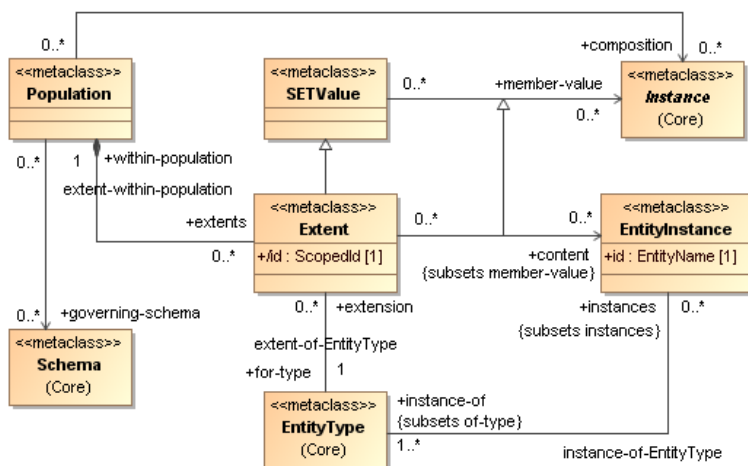 0..*
+composition
0..*
<<metaclass>>
Population
<<metaclass>>
SETValue
0..*
+member-value
0..*
<<metaclass>>
Instance
(Core)
0..*
1
+within-population
extent-within-population
+extents
0..*
<<metaclass>>
Extent
+/id : ScopedId [1]
0..*
0..*
+content
{subsets member-value}
<<metaclass>>
EntityInstance
+id : EntityName [1]
0..*
+governing-schema
<<metaclass>>
Schema
(Core)
0..*
+extension
extent-of-EntityType
+for-type
1
+instances
0..*
{subsets instances}
<<metaclass>>
EntityType
(Core)
+instance-of
{subsets of-type}
1..*
instance-of-EntityType